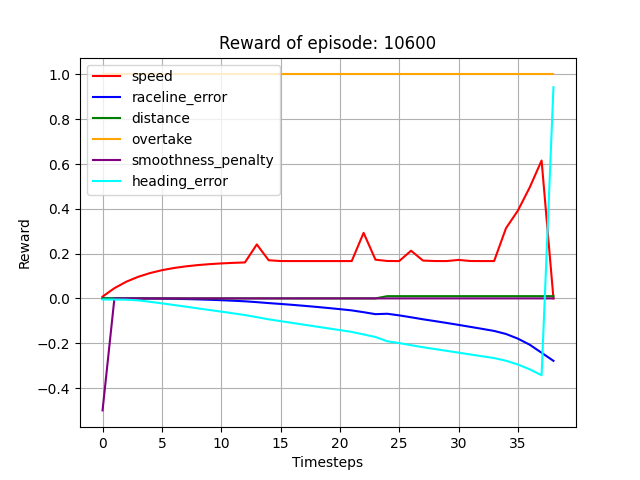 Reward of episode: 10600
speed
raceline_error
distance
overtake
smoothness_penalty
heading_error
1.0
0.8
0.6
0.4
0.2
0.0
−0.2
−0.4
Reward
0 5 10 15 20 25 30 35
Timesteps